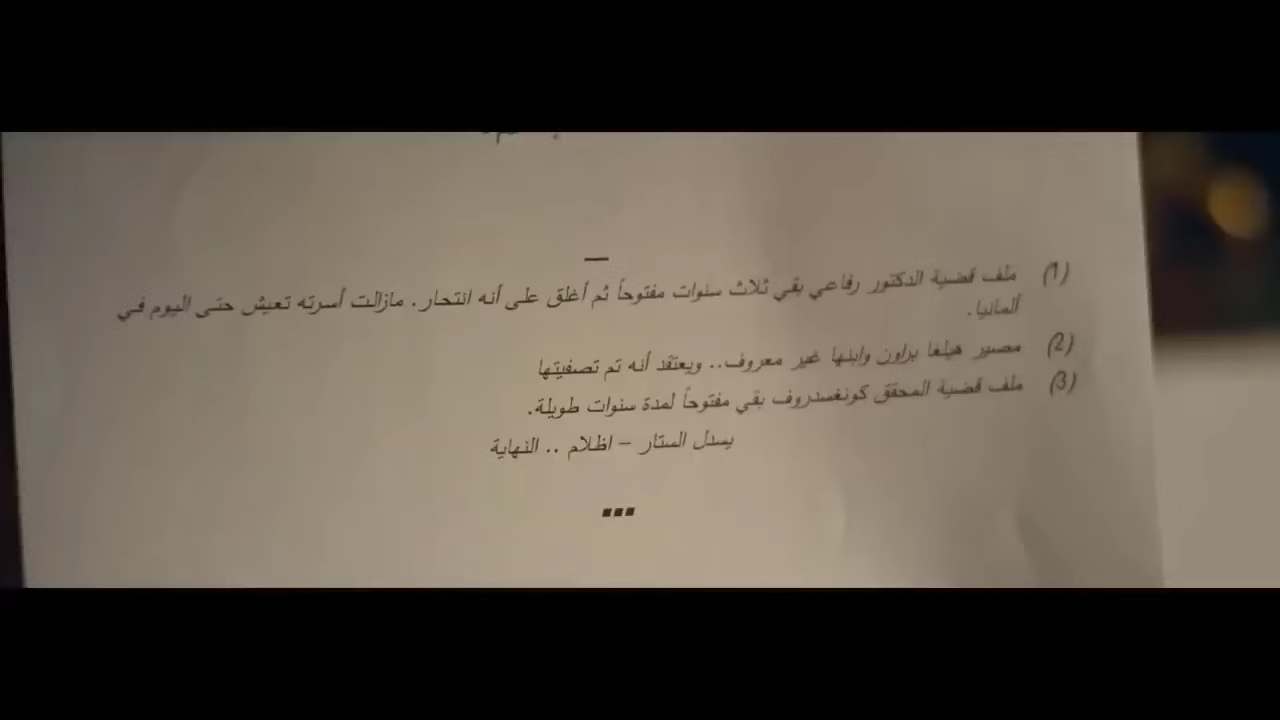 (1) ملف قضية الدكتور رفاعي بقي ثلاث سنوات مفتوحاً ثم أغلق على أنه انتحار. مازالت أسرته تعيش حتى اليوم في
ألمانيا.
(2) مصير هيلغا براون وابنها غير معروف.. ويعتقد أنه تم تصفيتها
(3) ملف قضية المحقق كونغسدروف بقي مفتوحاً لمدة سنوات طويلة.
يسدل الستار – اظلام .. النهاية